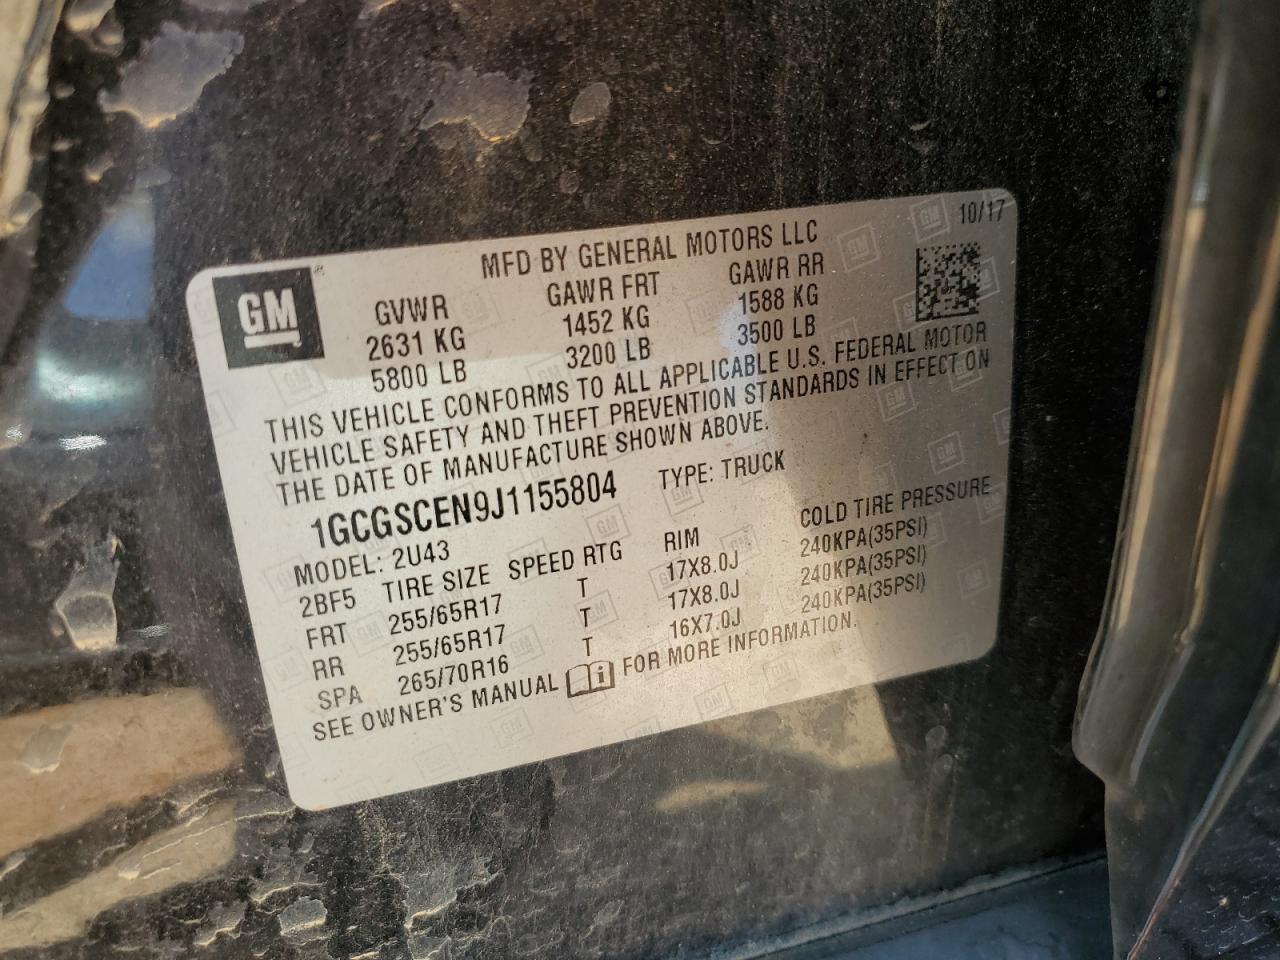 10/17
GM
MFD BY GENERAL MOTORS LLC
GVWR GAWR FRT GAWR RR
2631 KG 1452 KG 1588 KG
5800 LB 3200 LB 3500 LB
THIS VEHICLE CONFORMS TO ALL APPLICABLE U.S. FEDERAL MOTOR
VEHICLE SAFETY AND THEFT PREVENTION STANDARDS IN EFFECT ON
THE DATE OF MANUFACTURE SHOWN ABOVE.
1GCGSCEN9J1155804 TYPE: TRUCK
MODEL: 2U43
2BF5 TIRE SIZE SPEED RTG RIM COLD TIRE PRESSURE
FRT 255/65R17 T 17X8.0J 240KPA(35PSI)
RR 255/65R17 T 17X8.0J 240KPA(35PSI)
SPA 265/70R16 T 16X7.0J 240KPA(35PSI)
SEE OWNER'S MANUAL FOR MORE INFORMATION.